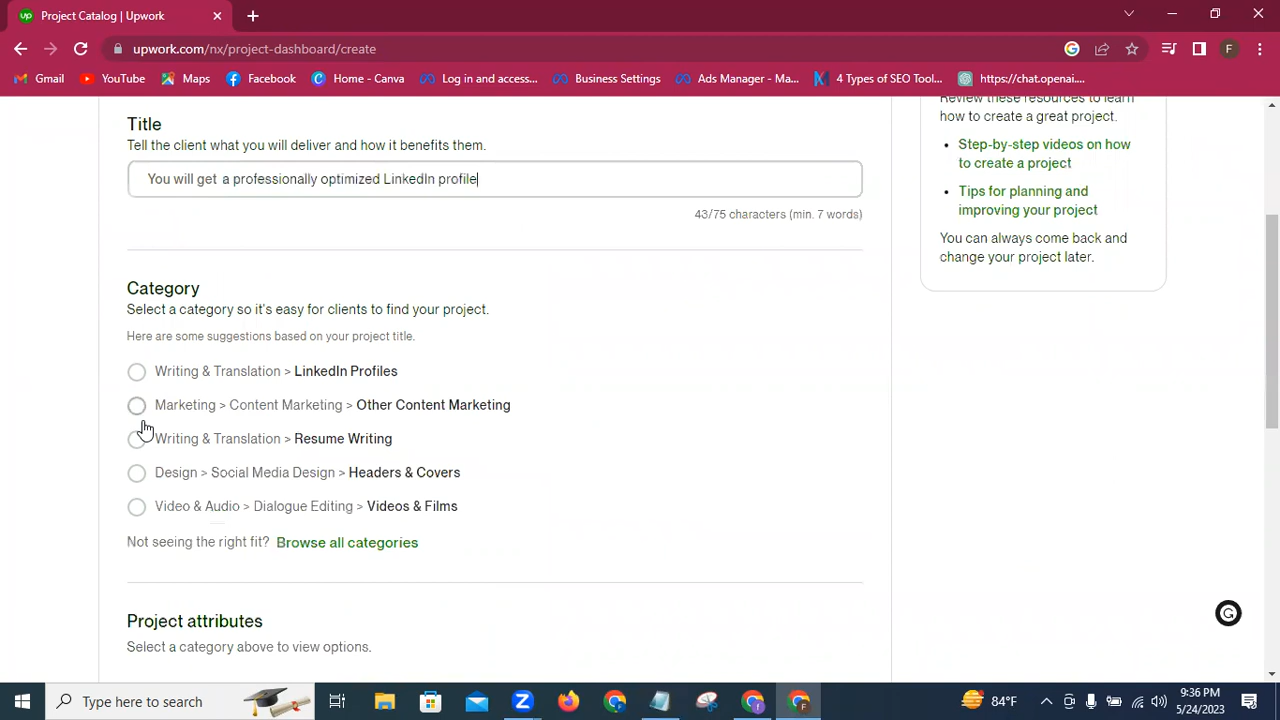 Project Catalog | Upwork
upwork.com/nx/project-dashboard/create
F
Gmail
YouTube
Maps
Facebook
Home - Canva
Log in and access...
Business Settings
Ads Manager - Ma...
4 Types of SEO Tool...
https://chat.openai....
Title
Tell the client what you will deliver and how it benefits them.
You will get a professionally optimized LinkedIn profile
43/75 characters (min. 7 words)
Category
Select a category so it's easy for clients to find your project.
Here are some suggestions based on your project title.
Writing & Translation > LinkedIn Profiles
Marketing > Content Marketing > Other Content Marketing
Writing & Translation > Resume Writing
Design > Social Media Design > Headers & Covers
Video & Audio > Dialogue Editing > Videos & Films
Not seeing the right fit? Browse all categories
Project attributes
Select a category above to view options.
Review these resources to learn
how to create a great project.
• Step-by-step videos on how
to create a project
• Tips for planning and
improving your project
You can always come back and
change your project later.
Type here to search
84°F
9:36 PM
5/24/2023